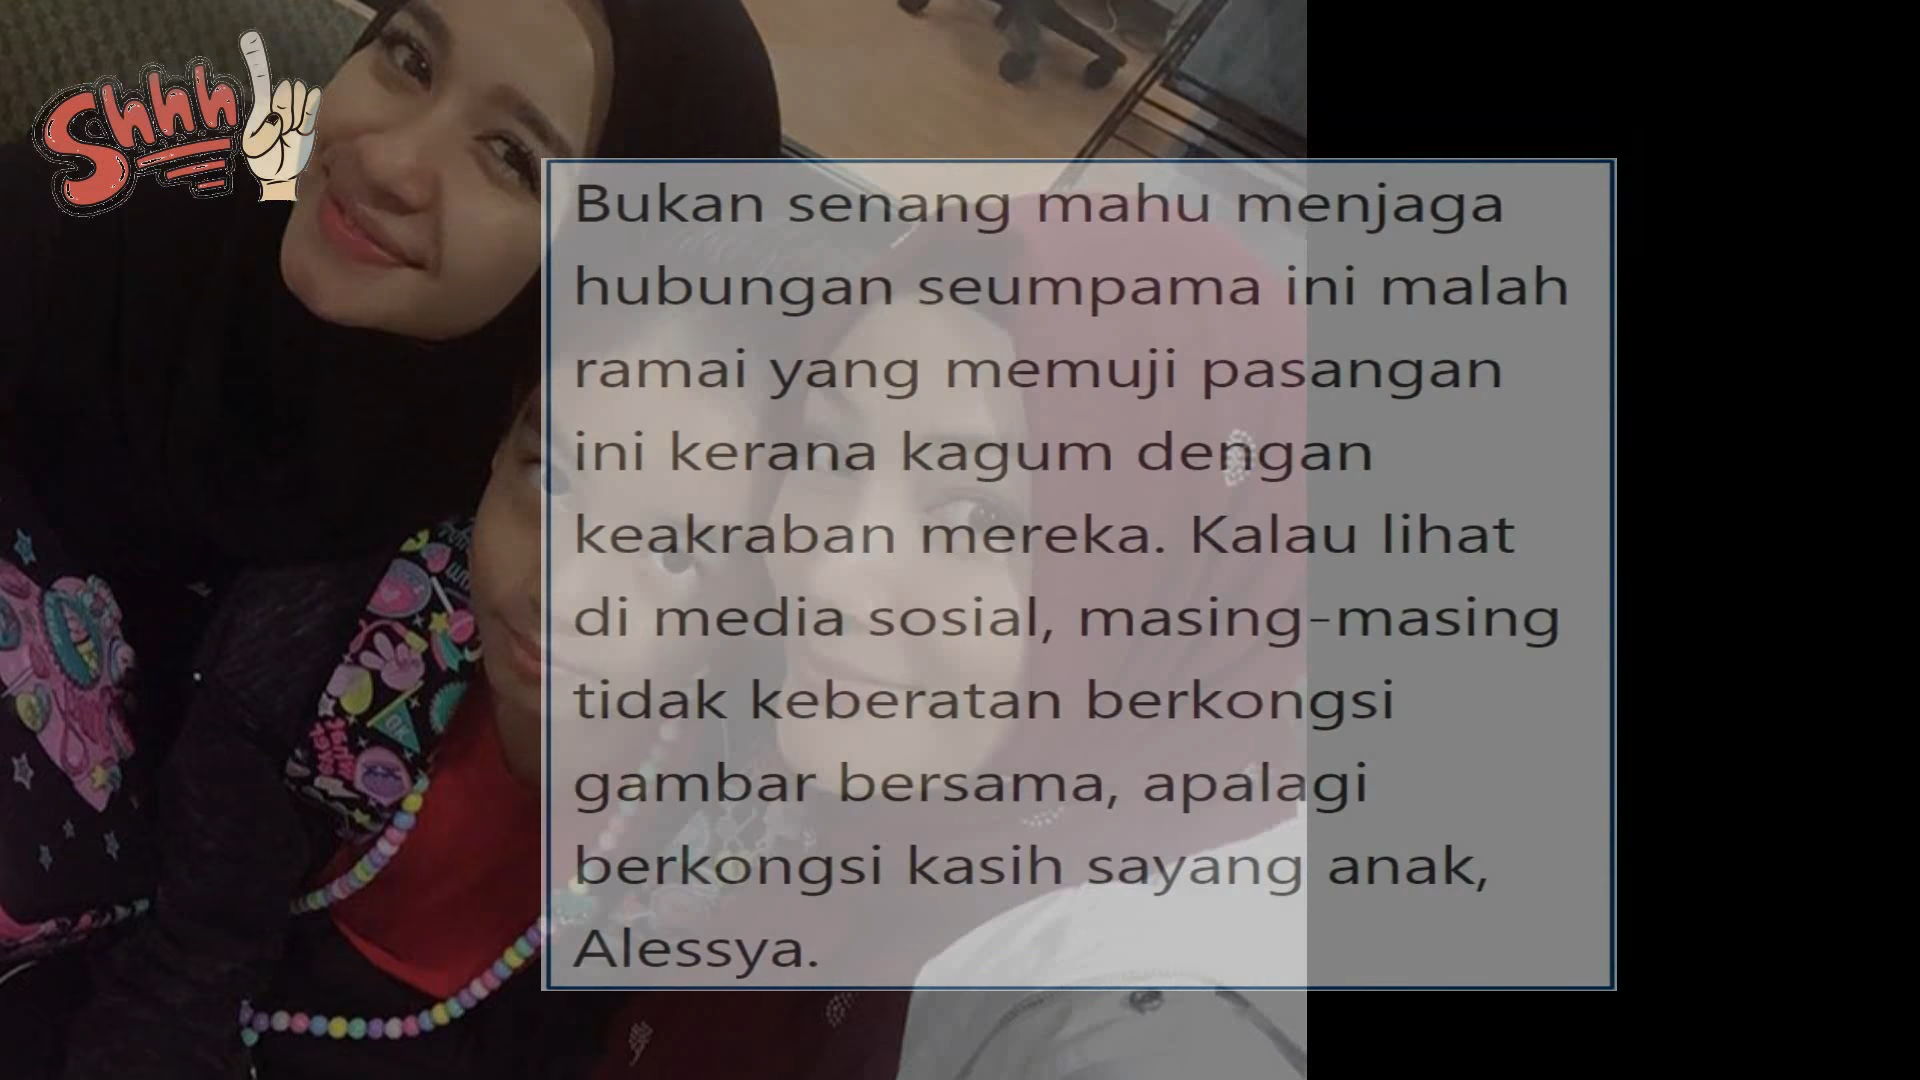 Shhh
Bukan senang mahu menjaga
hubungan seumpama ini malah
ramai yang memuji pasangan
ini kerana kagum dengan
keakraban mereka. Kalau lihat
di media sosial, masing-masing
tidak keberatan berkongsi
gambar bersama, apalagi
berkongsi kasih sayang anak,
Alessya.